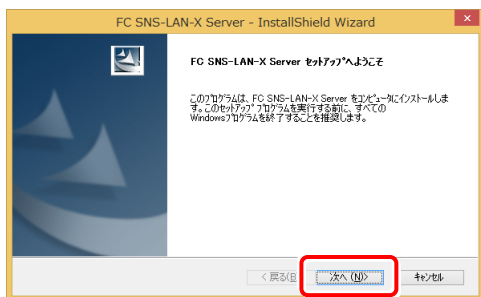 FC SNS-LAN-X Server - InstallShield Wizard
FC SNS-LAN-X Server セットアップへようこそ
このプログラムは、FC SNS-LAN-X Server をコンピュータにインストールしま
す。このセットアップ プログラムを実行する前に、すべての
Windowsプログラムを終了することを推奨します。
< 戻る(B 次へ (N)> キャンセル